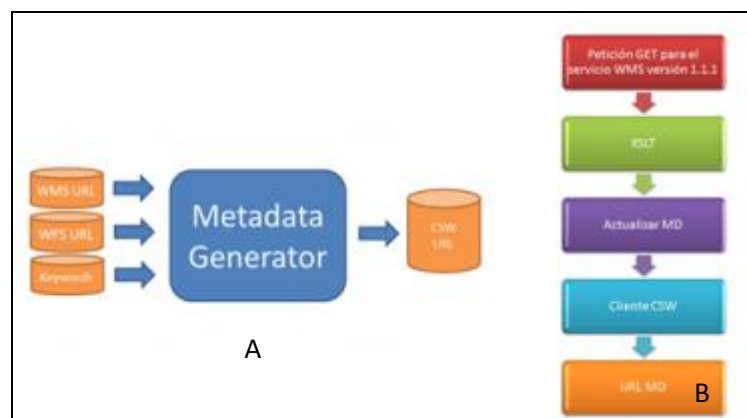 WMS URL
WFS URL
Keywords
Metadata
Generator
CSW
URL
A
Petición GET para el
servicio WMS versión 1.1.1
XSLT
Actualizar MD
Cliente CSW
URL MD
B